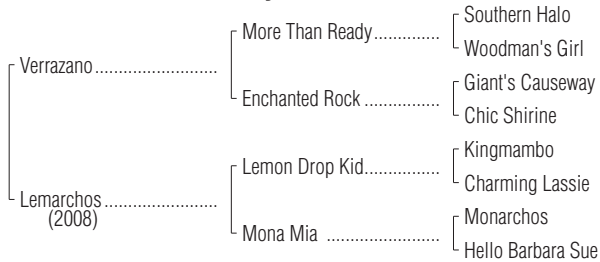 Southern Halo
More Than Ready..............
Woodman's Girl
Verrazano.........................
Giant's Causeway
Enchanted Rock ................
Chic Shirine
Kingmambo
Lemon Drop Kid................
Charming Lassie
Lemarchos.......................
(2008)
Monarchos
Mona Mia ........................
Hello Barbara Sue